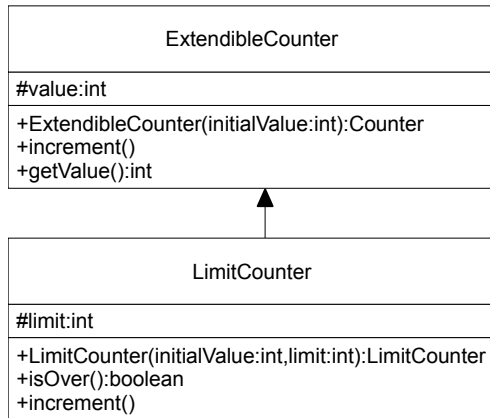 ExtendibleCounter
#value:int
+ExtendibleCounter(initialValue:int):Counter
+increment()
+getValue():int
LimitCounter
#limit:int
+LimitCounter(initialValue:int,limit:int):LimitCounter
+isOver():boolean
+increment()